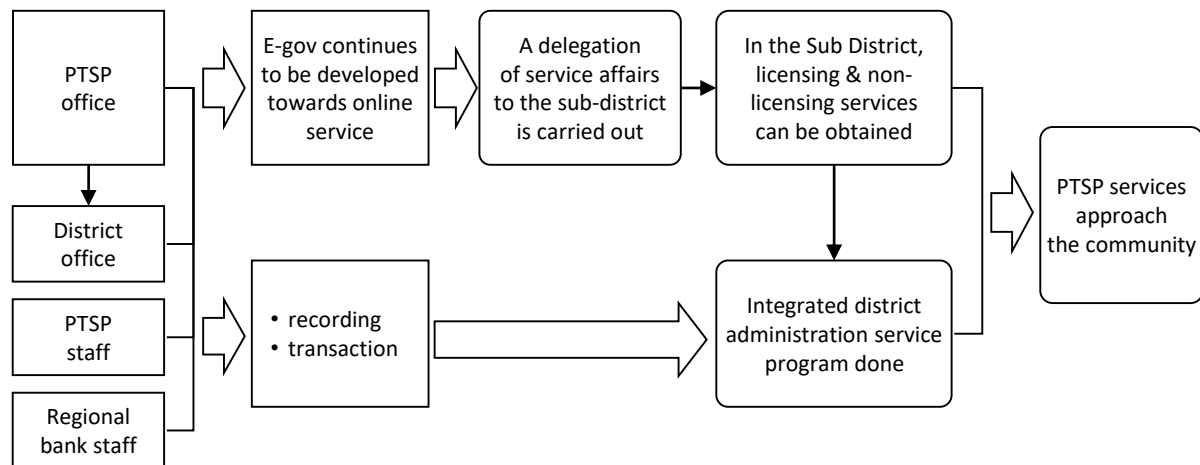 PTSP
office
E-gov continues
to be developed
towards online
service
A delegation
of service affairs
to the sub-district
is carried out
In the Sub District,
licensing & non-
licensing services
can be obtained
PTSP services
approach
the community
District
office
PTSP
staff
• recording
• transaction
Integrated district
administration service
program done
Regional
bank staff